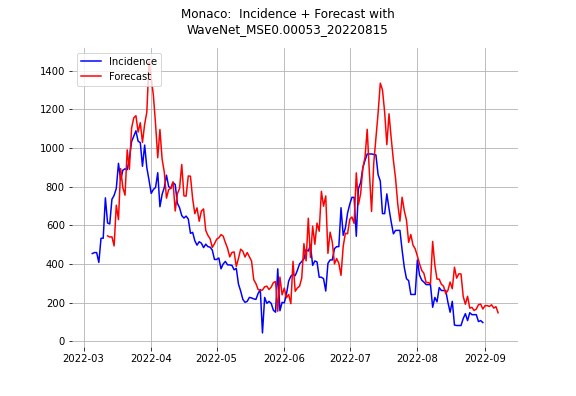 Monaco:  Incidence + Forecast with
WaveNet_MSE0.00053_20220815
Incidence
Forecast
1400
1200
1000
800
600
400
200
0
2022-03 2022-04 2022-05 2022-06 2022-07 2022-08 2022-09